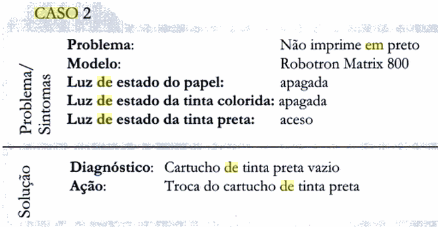 CASO 2
Problema/
Sintomas
Problema: Não imprime em preto
Modelo: Robotron Matrix 800
Luz de estado do papel: apagada
Luz de estado da tinta colorida: apagada
Luz de estado da tinta preta: aceso
Solução
Diagnóstico: Cartucho de tinta preta vazio
Ação: Troca do cartucho de tinta preta